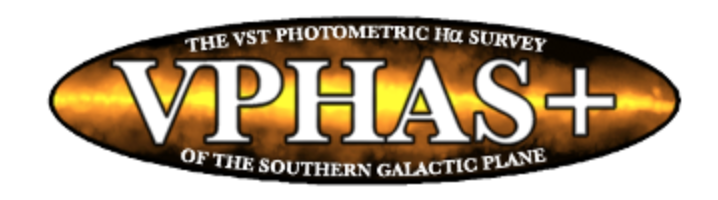 THE VST PHOTOMETRIC Hα SURVEY
VPHAS+
OF THE SOUTHERN GALACTIC PLANE